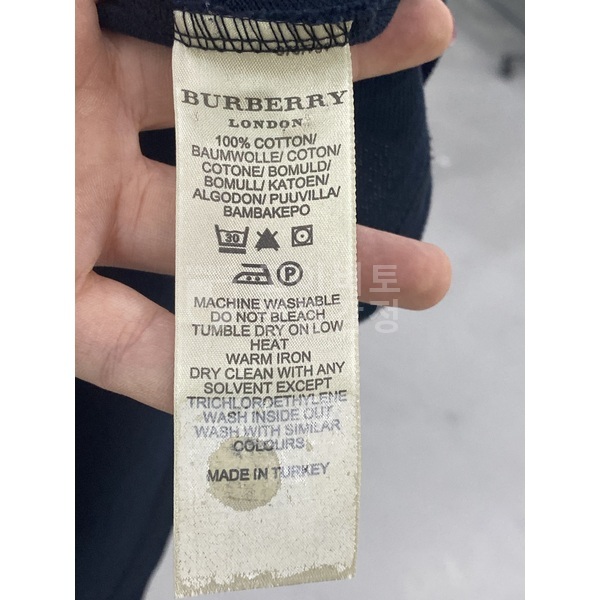 BURBERRY
LONDON
100% COTTON/
BAUMWOLLE/ COTON/
COTONE/ BOMULD/
BOMULL/ KATOEN/
ALGODON/ PUUVILLA/
BAMBAKEPO
30
P
MACHINE WASHABLE
DO NOT BLEACH
TUMBLE DRY ON LOW
HEAT
WARM IRON
DRY CLEAN WITH ANY
SOLVENT EXCEPT
TRICHLOROETHYLENE
WASH INSIDE OUT
WASH WITH SIMILAR
COLOURS
MADE IN TURKEY